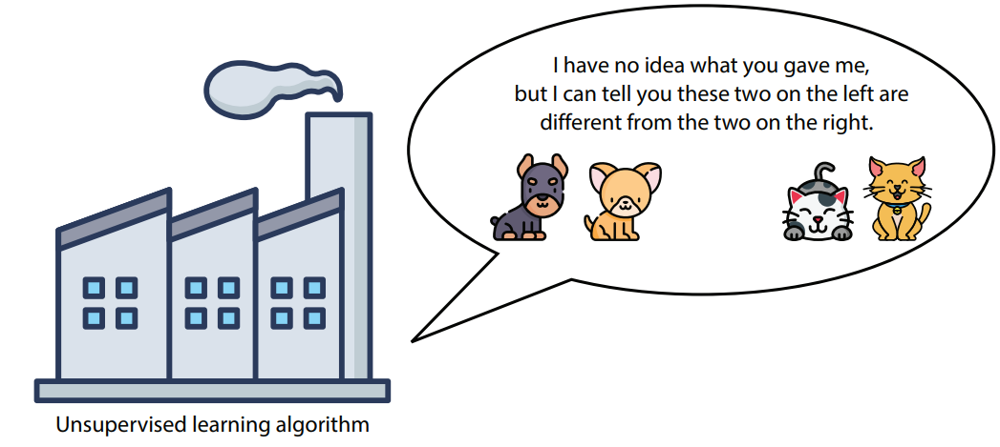 I have no idea what you gave me,
but I can tell you these two on the left are
different from the two on the right.
Unsupervised learning algorithm